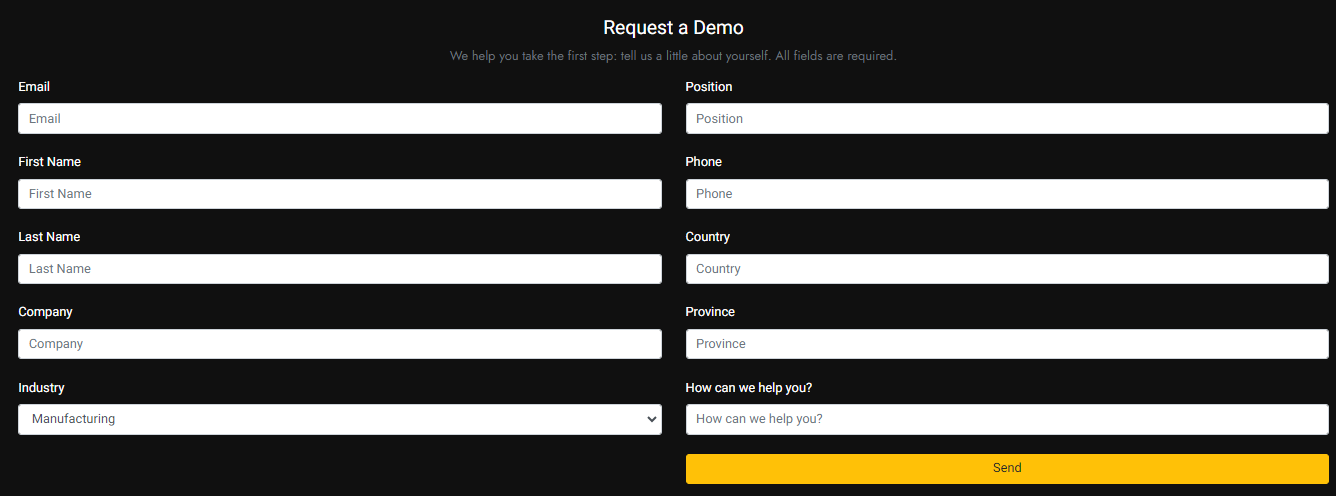 Request a Demo
We help you take the first step: tell us a little about yourself. All fields are required.
Email
Email
First Name
First Name
Last Name
Last Name
Company
Company
Industry
Manufacturing
Position
Position
Phone
Phone
Country
Country
Province
Province
How can we help you?
How can we help you?
Send